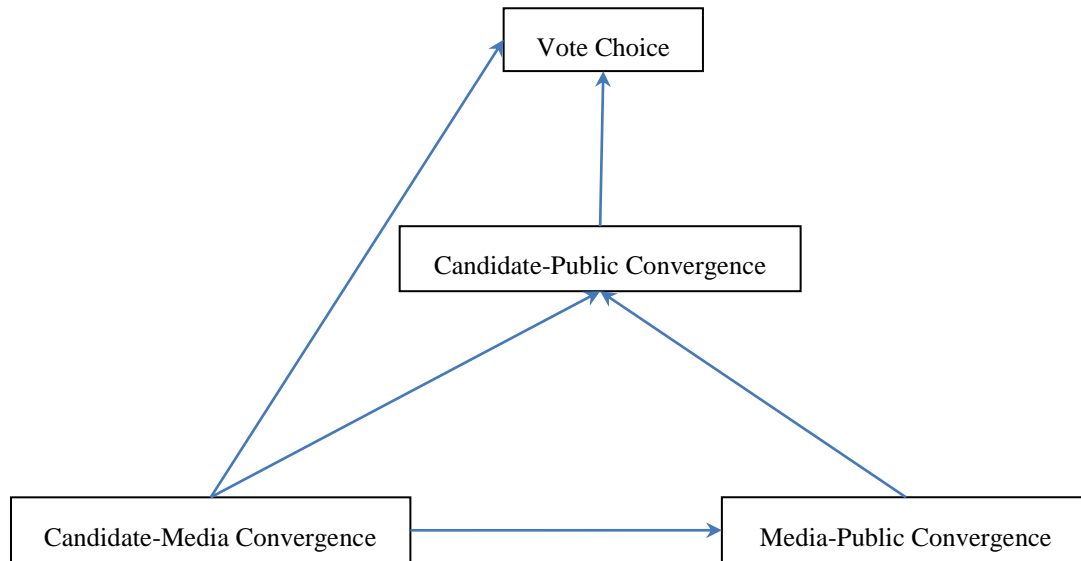 Vote Choice
Candidate-Public Convergence
Candidate-Media Convergence
Media-Public Convergence